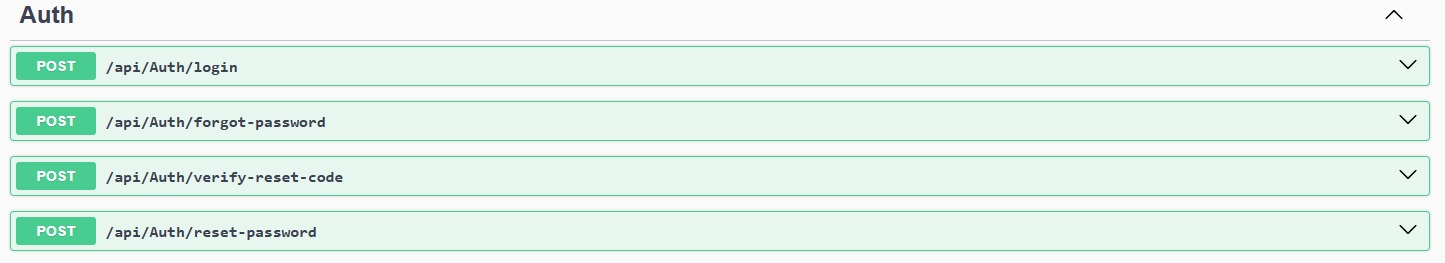 Auth
POST /api/Auth/login
POST /api/Auth/forgot-password
POST /api/Auth/verify-reset-code
POST /api/Auth/reset-password